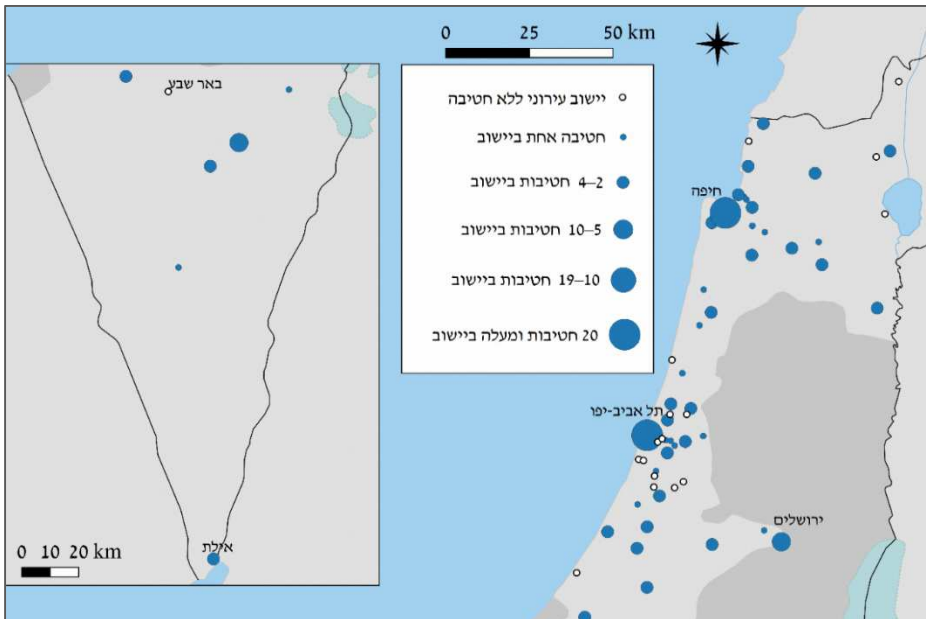 0 25 50 km
יישוב עירוני ללא חטיבה
חטיבה אחת ביישוב
4–2 חטיבות ביישוב
10–5 חטיבות ביישוב
19–10 חטיבות ביישוב
20 חטיבות ומעלה ביישוב
באר שבע
אילת
0 10 20 km
חיפה
תל אביב-יפו
ירושלים